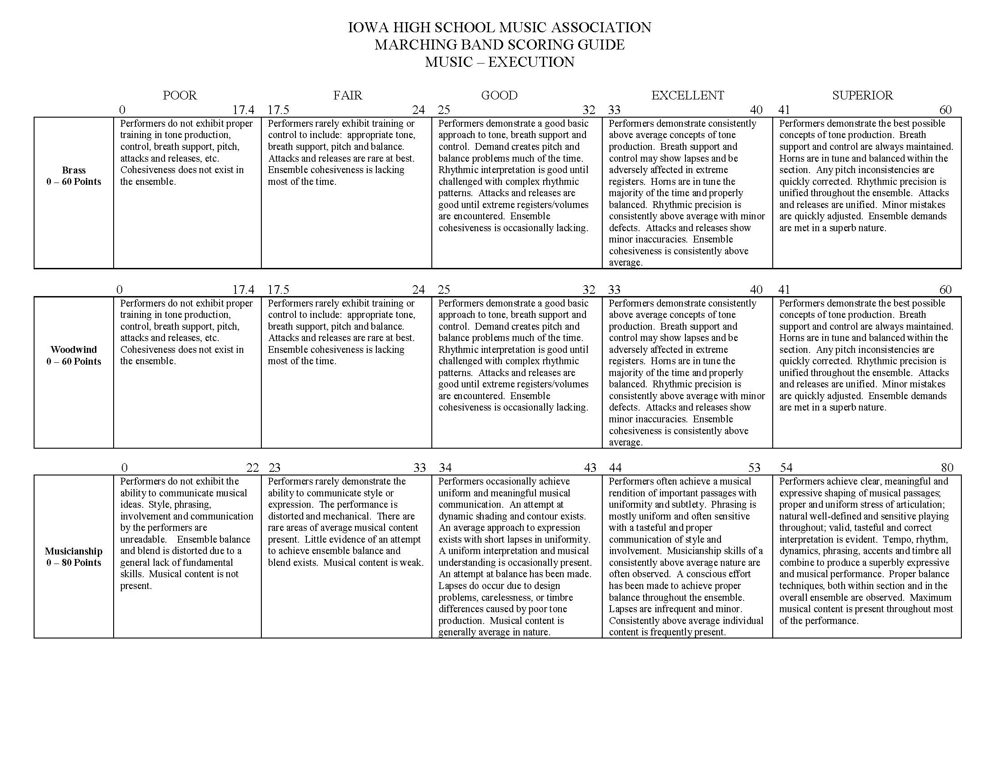 IOWA HIGH SCHOOL MUSIC ASSOCIATION
MARCHING BAND SCORING GUIDE
MUSIC – EXECUTION
POOR FAIR GOOD EXCELLENT SUPERIOR
0 17.4 17.5 24 25 32 33 40 41 60
Brass
0 – 60 Points
Performers do not exhibit proper
training in tone production,
control, breath support, pitch,
attacks and releases, etc.
Cohesiveness does not exist in
the ensemble.
Performers rarely exhibit training or
control to include:  appropriate tone,
breath support, pitch and balance.
Attacks and releases are rare at best.
Ensemble cohesiveness is lacking
most of the time.
Performers demonstrate a good basic
approach to tone, breath support and
control.  Demand creates pitch and
balance problems much of the time.
Rhythmic interpretation is good until
challenged with complex rhythmic
patterns.  Attacks and releases are
good until extreme registers/volumes
are encountered.  Ensemble
cohesiveness is occasionally lacking.
Performers demonstrate consistently
above average concepts of tone
production.  Breath support and
control may show lapses and be
adversely affected in extreme
registers.  Horns are in tune the
majority of the time and properly
balanced.  Rhythmic precision is
consistently above average with minor
defects.  Attacks and releases show
minor inaccuracies.  Ensemble
cohesiveness is consistently above
average.
Performers demonstrate the best possible
concepts of tone production.  Breath
support and control are always maintained.
Horns are in tune and balanced within the
section.  Any pitch inconsistencies are
quickly corrected.  Rhythmic precision is
unified throughout the ensemble.  Attacks
and releases are unified.  Minor mistakes
are quickly adjusted.  Ensemble demands
are met in a superb nature.
0 17.4 17.5 24 25 32 33 40 41 60
Woodwind
0 – 60 Points
Performers do not exhibit proper
training in tone production,
control, breath support, pitch,
attacks and releases, etc.
Cohesiveness does not exist in
the ensemble.
Performers rarely exhibit training or
control to include:  appropriate tone,
breath support, pitch and balance.
Attacks and releases are rare at best.
Ensemble cohesiveness is lacking
most of the time.
Performers demonstrate a good basic
approach to tone, breath support and
control.  Demand creates pitch and
balance problems much of the time.
Rhythmic interpretation is good until
challenged with complex rhythmic
patterns.  Attacks and releases are
good until extreme registers/volumes
are encountered.  Ensemble
cohesiveness is occasionally lacking.
Performers demonstrate consistently
above average concepts of tone
production.  Breath support and
control may show lapses and be
adversely affected in extreme
registers.  Horns are in tune the
majority of the time and properly
balanced.  Rhythmic precision is
consistently above average with minor
defects.  Attacks and releases show
minor inaccuracies.  Ensemble
cohesiveness is consistently above
average.
Performers demonstrate the best possible
concepts of tone production.  Breath
support and control are always maintained.
Horns are in tune and balanced within the
section.  Any pitch inconsistencies are
quickly corrected.  Rhythmic precision is
unified throughout the ensemble.  Attacks
and releases are unified.  Minor mistakes
are quickly adjusted.  Ensemble demands
are met in a superb nature.
0 22 23 33 34 43 44 53 54 80
Musicianship
0 – 80 Points
Performers do not exhibit the
ability to communicate musical
ideas.  Style, phrasing,
involvement and communication
by the performers are
unreadable.    Ensemble balance
and blend is distorted due to a
general lack of fundamental
skills.  Musical content is not
present.
Performers rarely demonstrate the
ability to communicate style or
expression.  The performance is
distorted and mechanical.  There are
rare areas of average musical content
present.  Little evidence of an attempt
to achieve ensemble balance and
blend exists.  Musical content is weak.
Performers occasionally achieve
uniform and meaningful musical
communication.  An attempt at
dynamic shading and contour exists.
An average approach to expression
exists with short lapses in uniformity.
A uniform interpretation and musical
understanding is occasionally present.
An attempt at balance has been made.
Lapses do occur due to design
problems, carelessness, or timbre
differences caused by poor tone
production.  Musical content is
generally average in nature.
Performers often achieve a musical
rendition of important passages with
uniformity and subtlety.  Phrasing is
mostly uniform and often sensitive
with a tasteful and proper
communication of style and
involvement.  Musicianship skills of a
consistently above average nature are
often observed.  A conscious effort
has been made to achieve proper
balance throughout the ensemble.
Lapses are infrequent and minor.
Consistently above average individual
content is frequently present.
Performers achieve clear, meaningful and
expressive shaping of musical passages;
proper and uniform stress of articulation;
natural well-defined and sensitive playing
throughout; valid, tasteful and correct
interpretation is evident.  Tempo, rhythm,
dynamics, phrasing, accents and timbre all
combine to produce a superbly expressive
and musical performance.  Proper balance
techniques, both within section and in the
overall ensemble are observed.  Maximum
musical content is present throughout most
of the performance.